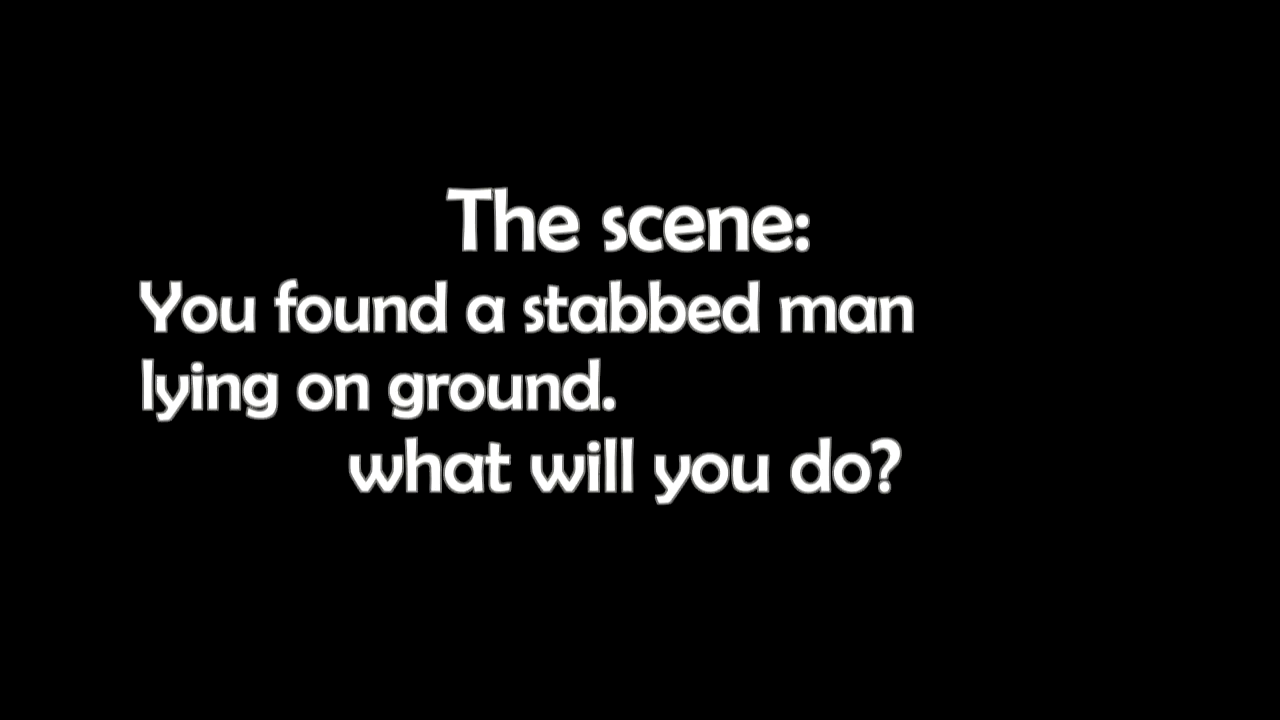 The scene:
You found a stabbed man
lying on ground.
what will you do?